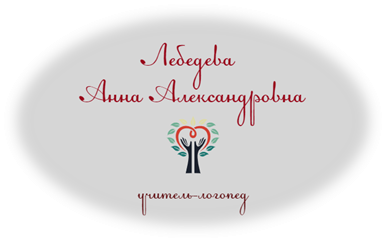 Лебедева
Анна Александровна
учитель-логопед